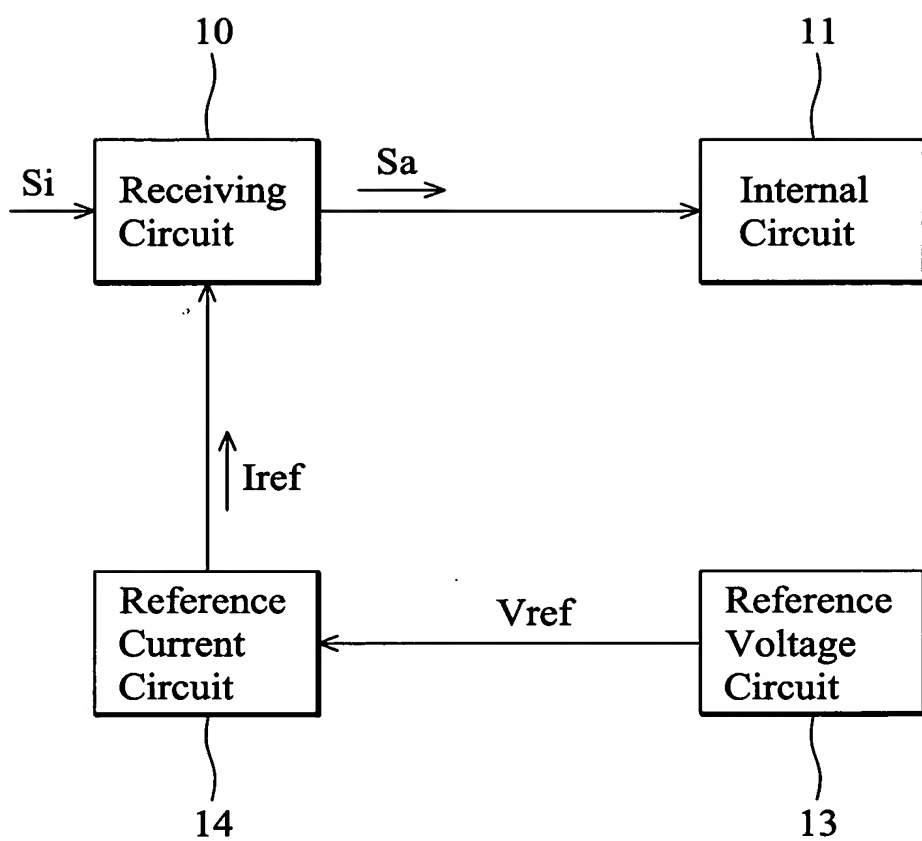 10
11
Si
Receiving
Circuit
Sa
Internal
Circuit
Iref
Reference
Current
Circuit
Vref
Reference
Voltage
Circuit
14
13